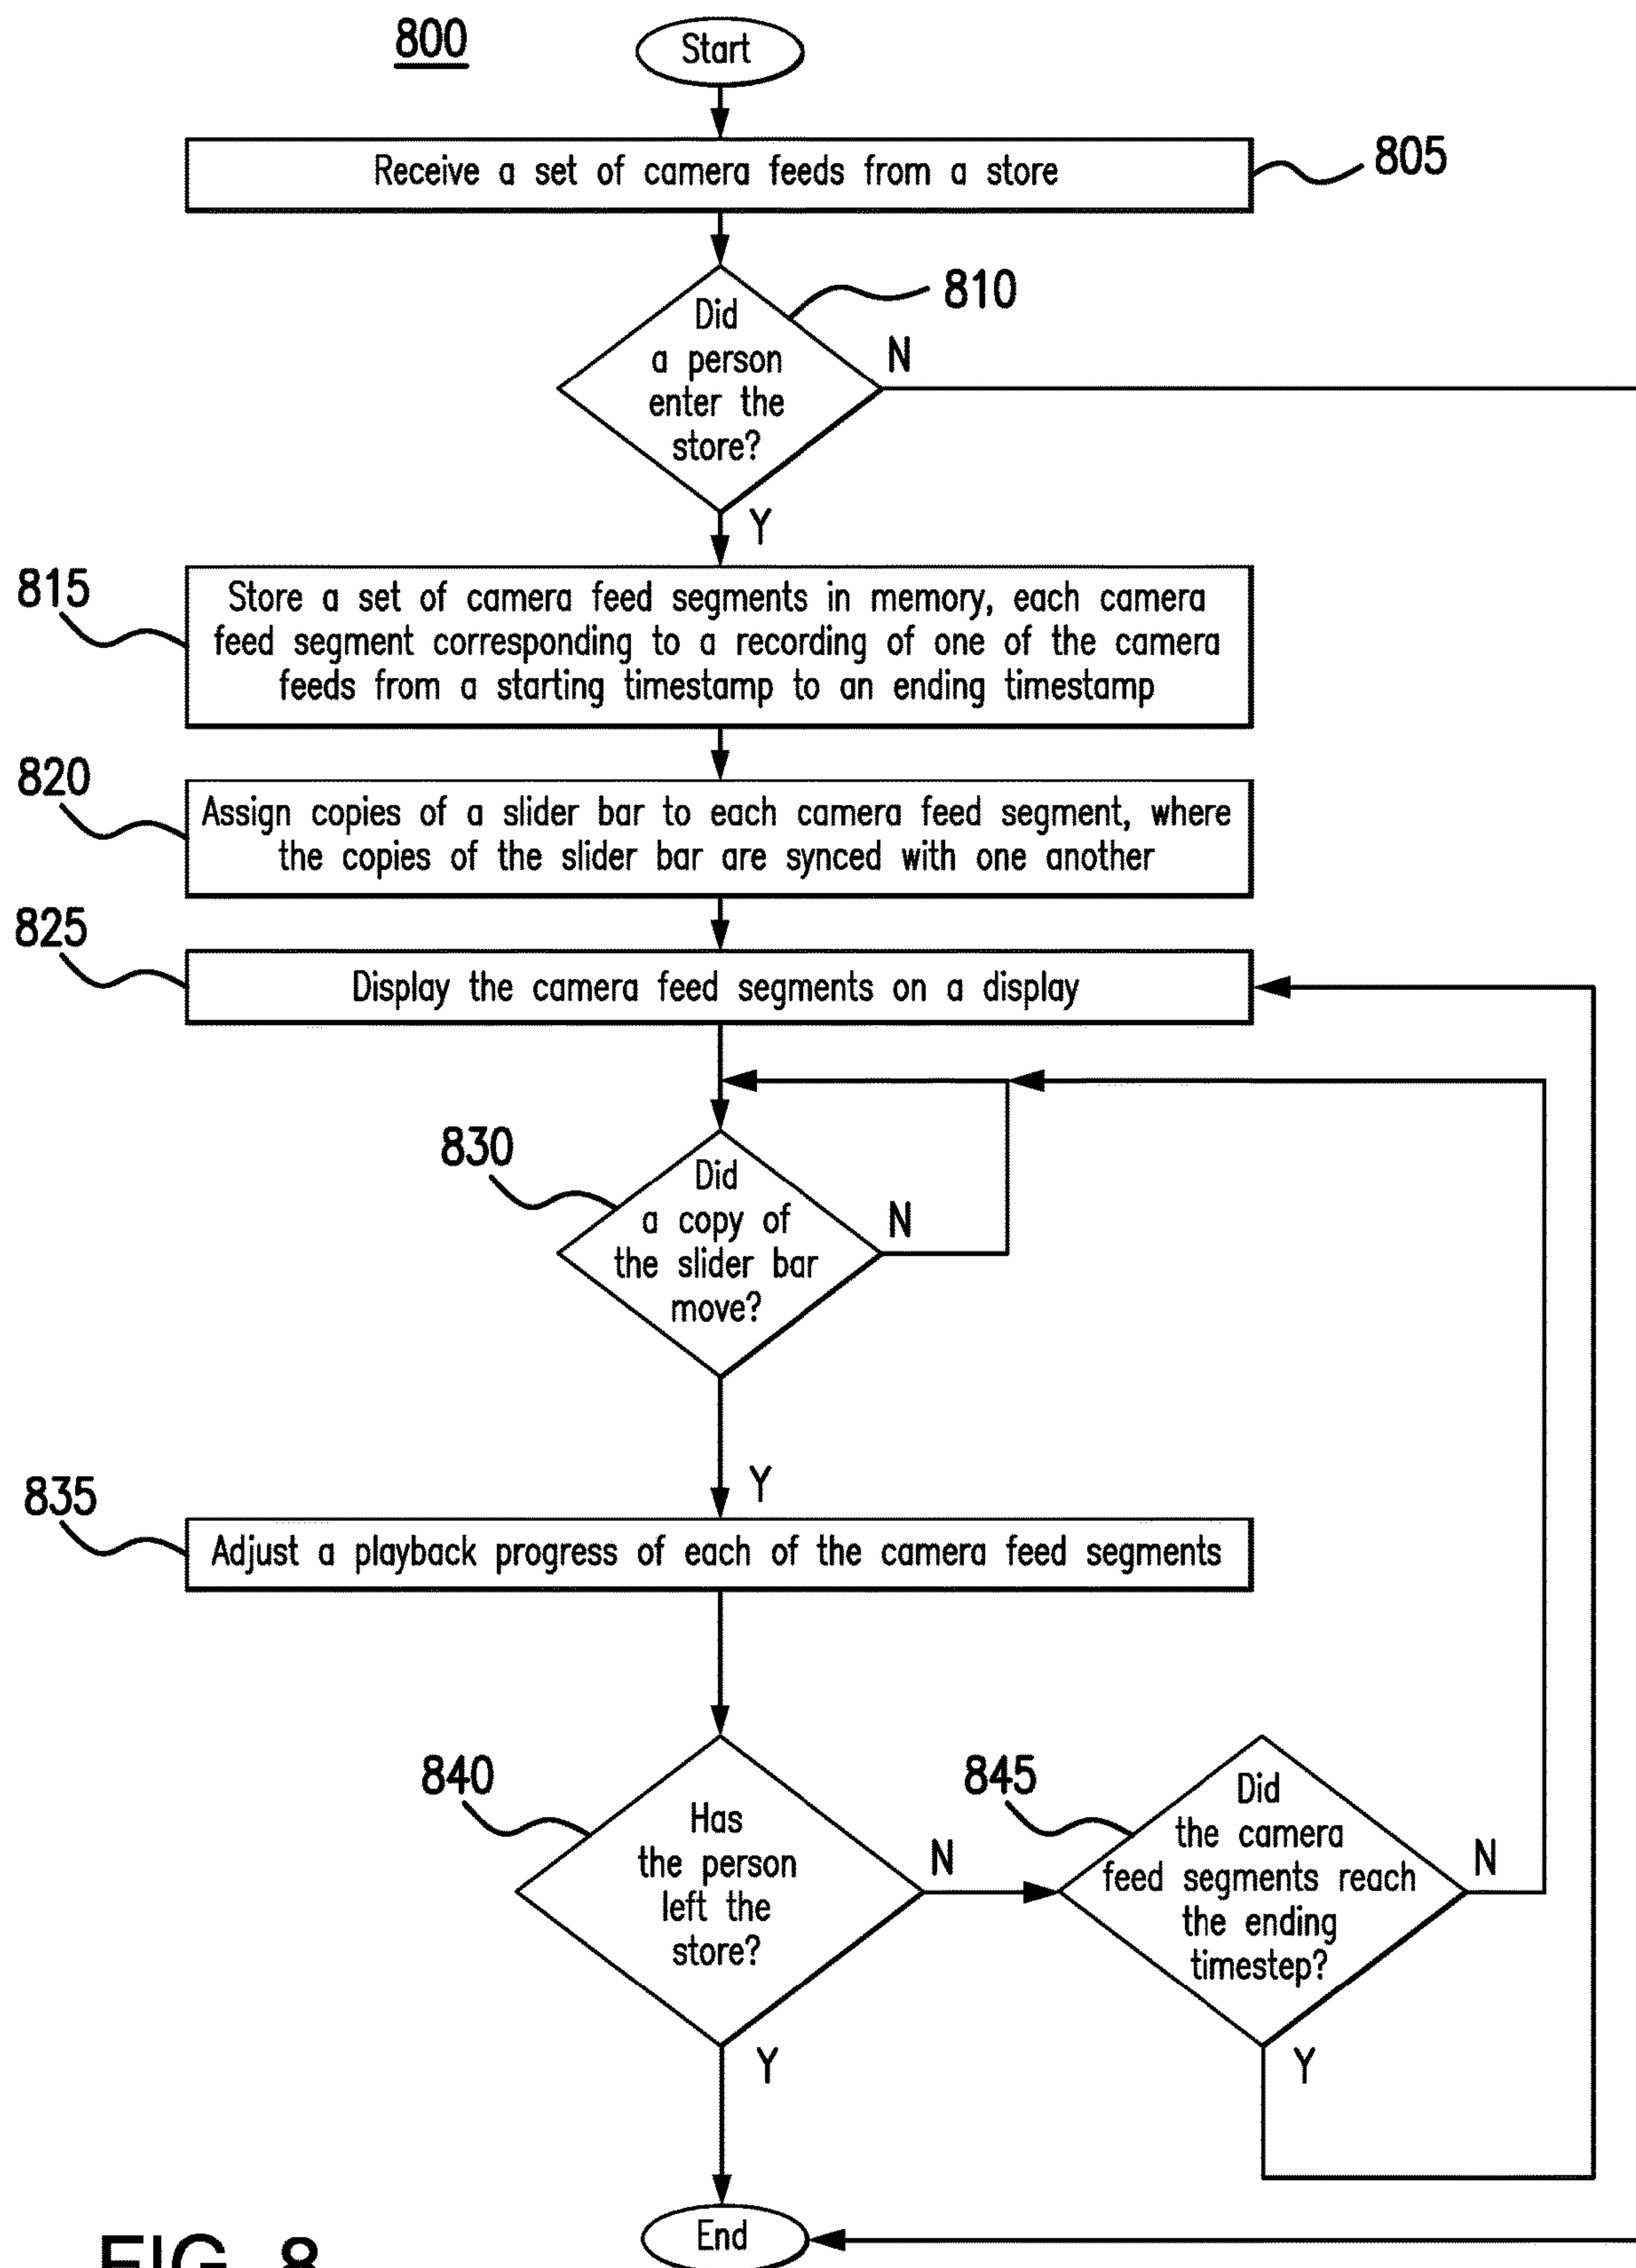 800
Start
Receive a set of camera feeds from a store
805
810
Did
a person
enter the
store?
N
Y
815
Store a set of camera feed segments in memory, each camera
feed segment corresponding to a recording of one of the camera
feeds from a starting timestamp to an ending timestamp
820
Assign copies of a slider bar to each camera feed segment, where
the copies of the slider bar are synced with one another
825
Display the camera feed segments on a display
830
Did
a copy of
the slider bar
move?
N
Y
835
Adjust a playback progress of each of the camera feed segments
840
Has
the person
left the
store?
N
Y
845
Did
the camera
feed segments reach
the ending
timestep?
N
Y
End
FIG. 8